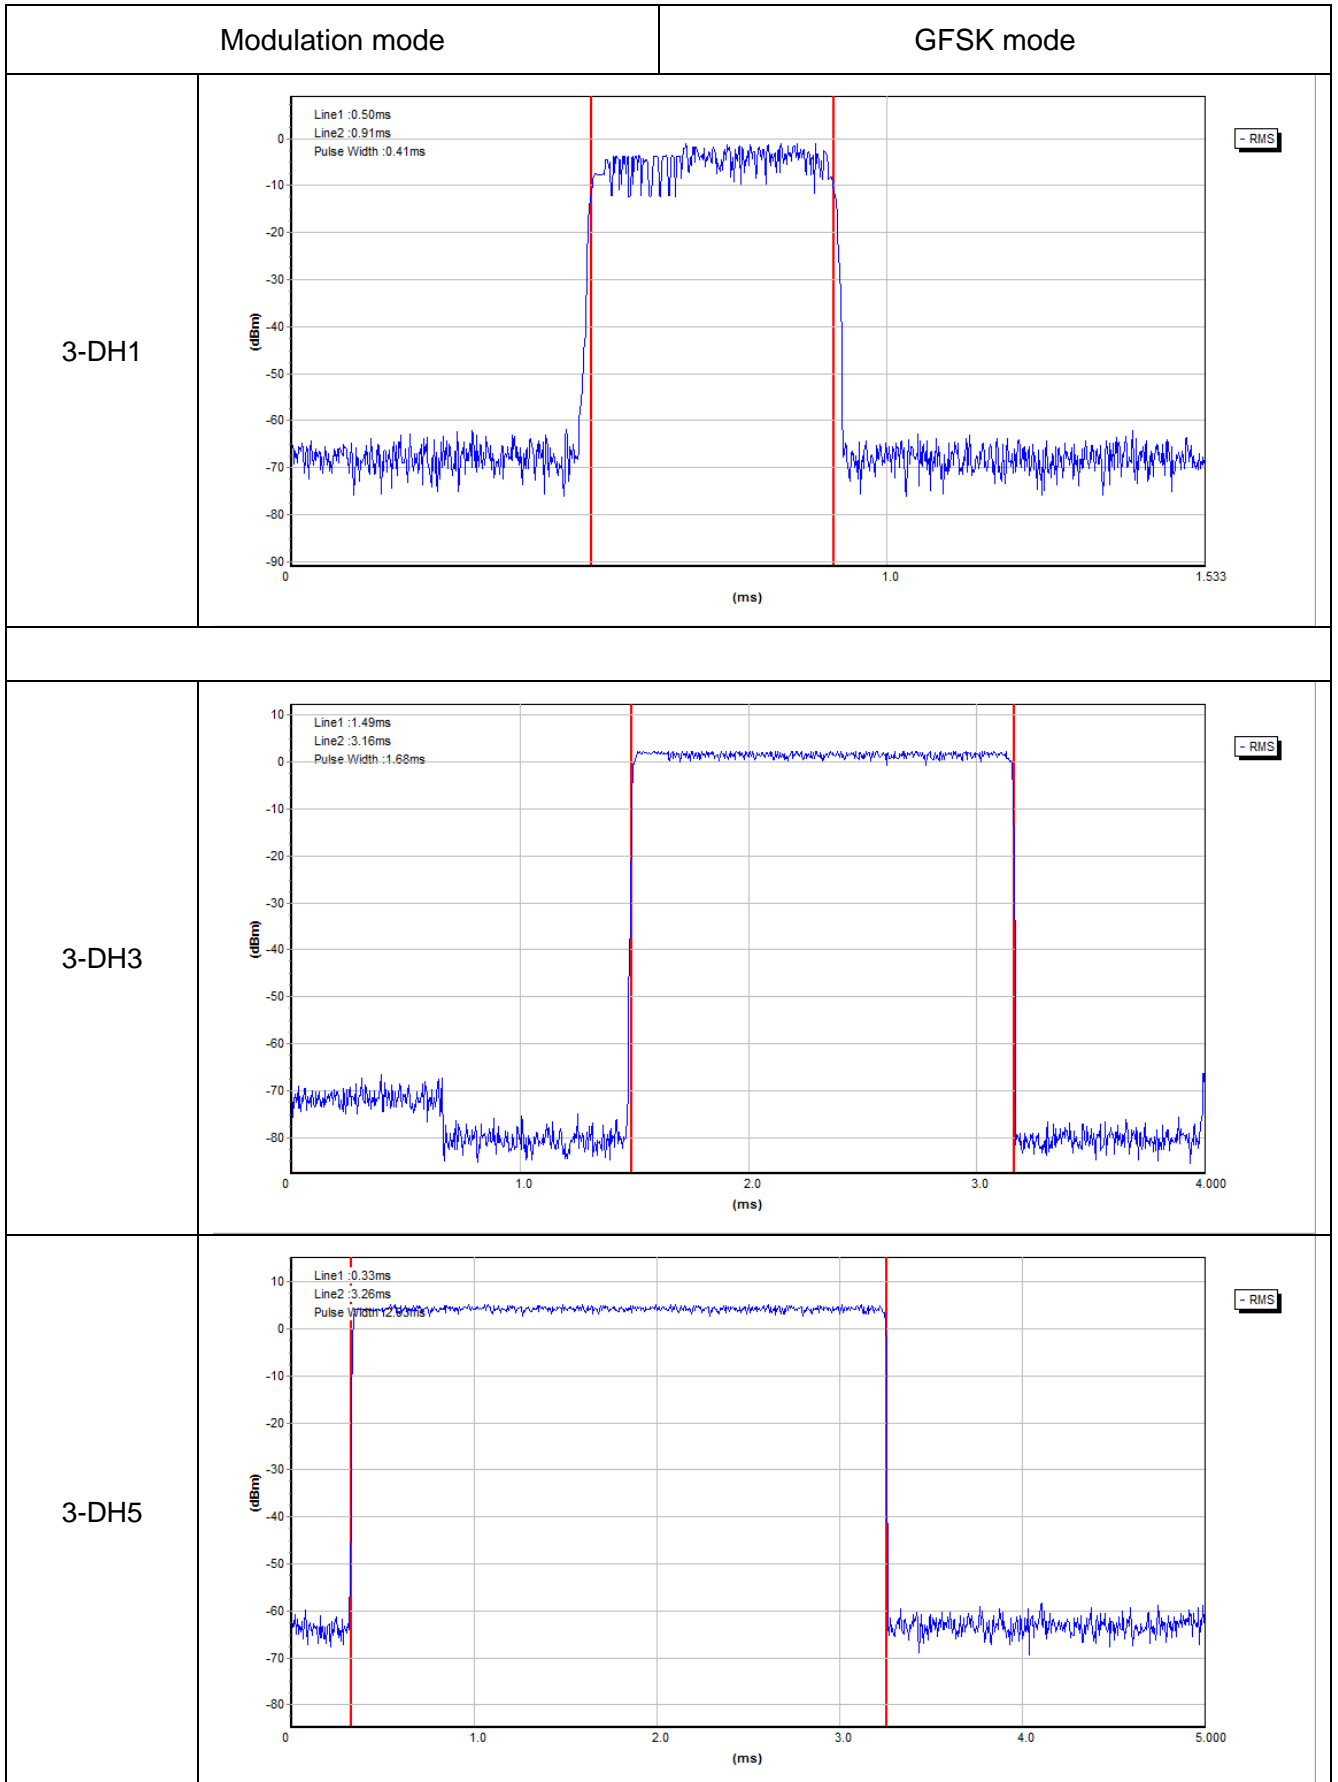 Modulation mode
GFSK mode
3-DH1
Line1 :0.50ms
Line2 :0.91ms
Pulse Width :0.41ms
- RMS
0
-10
-20
-30
-40
-50
-60
-70
-80
-90
(dBm)
0
1.0
1.533
(ms)
3-DH3
Line1 :1.49ms
Line2 :3.16ms
Pulse Width :1.68ms
- RMS
10
0
-10
-20
-30
-40
-50
-60
-70
-80
(dBm)
0
1.0
2.0
3.0
4.000
(ms)
3-DH5
Line1 :0.33ms
Line2 :3.26ms
Pulse Width :2.93ms
- RMS
10
0
-10
-20
-30
-40
-50
-60
-70
-80
(dBm)
0
1.0
2.0
3.0
4.0
5.000
(ms)